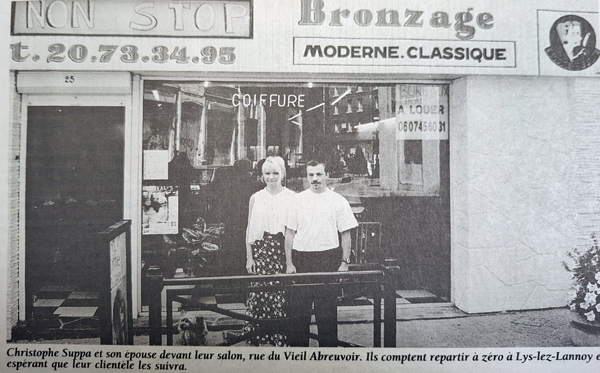 NON STOP
Bronzage
t. 20.73.34.95
MODERNE.CLASSIQUE
25
COIFFURE
A LOUER
0607456031
Christophe Suppa et son épouse devant leur salon, rue du Vieil Abreuvoir. Ils comptent repartir à zéro à Lys-lez-Lannoy e
espérant que leur clientèle les suivra.